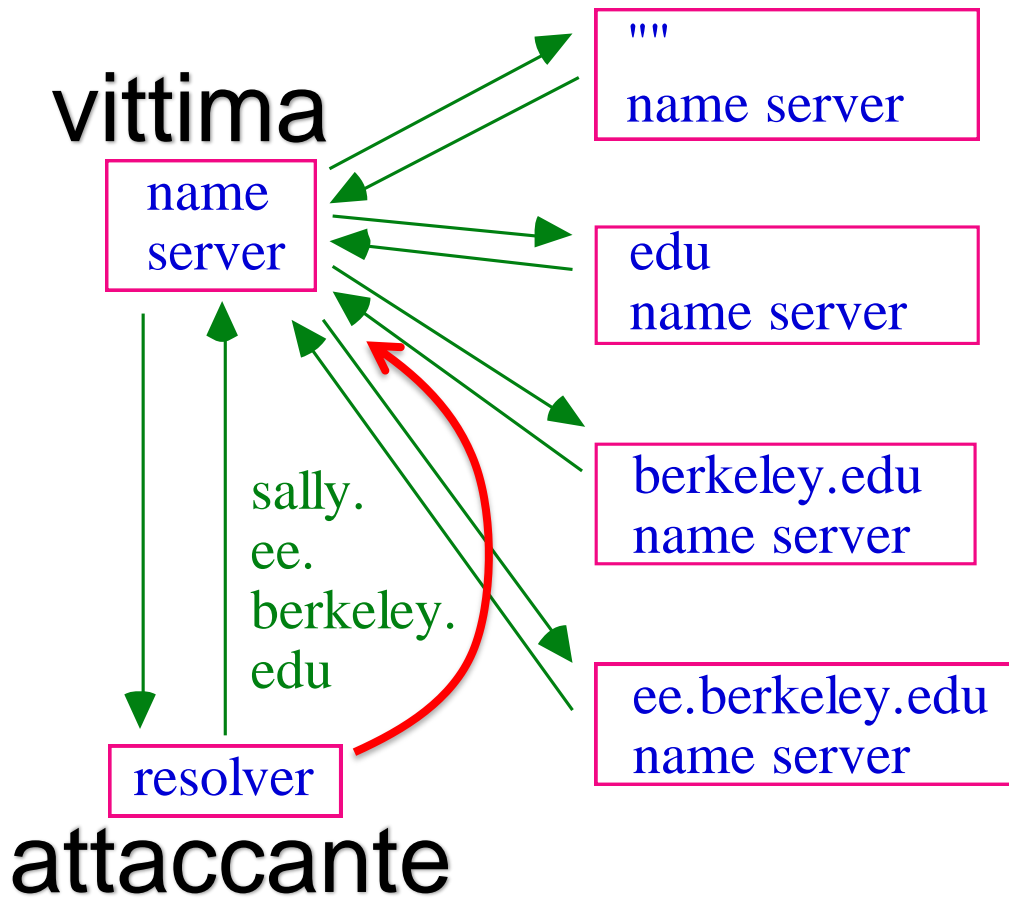 vittima
name
server
""
name server
edu
name server
berkeley.edu
name server
ee.berkeley.edu
name server
sally.
ee.
berkeley.
edu
resolver
attaccante